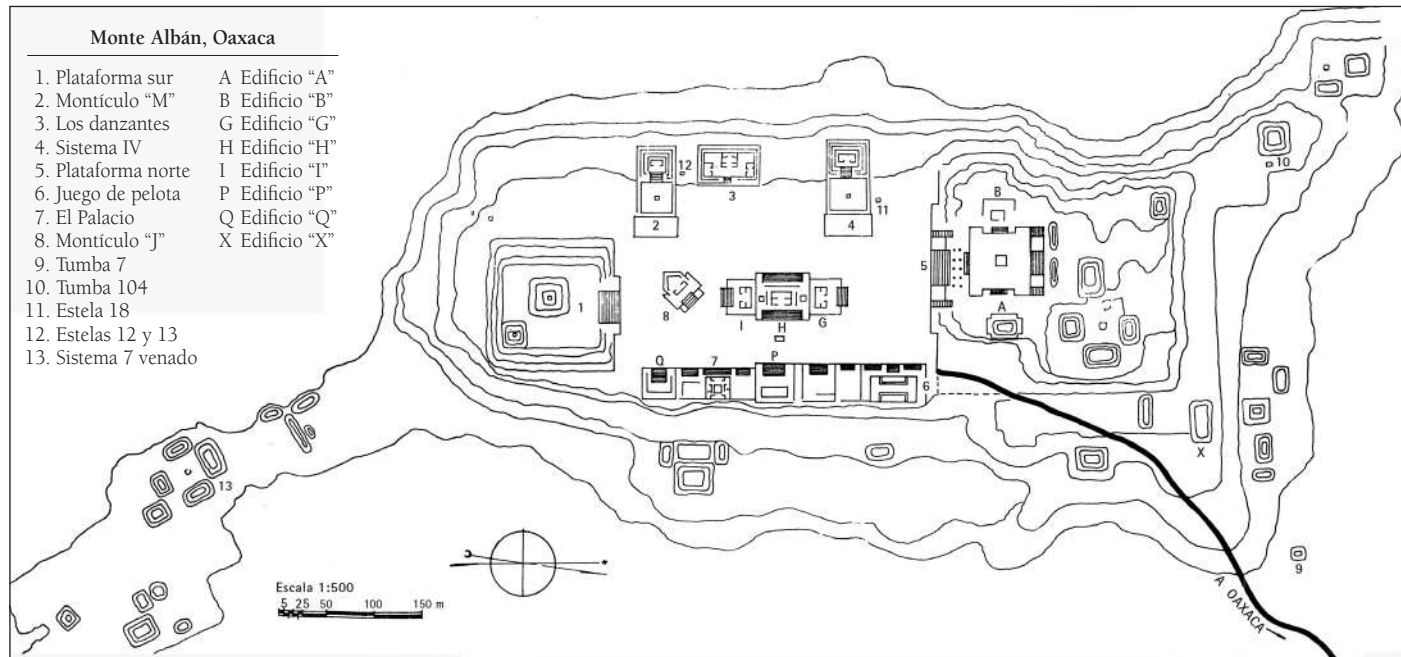 Monte Albán, Oaxaca
1. Plataforma sur
2. Montículo “M”
3. Los danzantes
4. Sistema IV
5. Plataforma norte
6. Juego de pelota
7. El Palacio
8. Montículo “J”
9. Tumba 7
10. Tumba 104
11. Estela 18
12. Estelas 12 y 13
13. Sistema 7 venado
A Edificio “A”
B Edificio “B”
G Edificio “G”
H Edificio “H”
I Edificio “I”
P Edificio “P”
Q Edificio “Q”
X Edificio “X”
10
12
3
B
2
4
11
5
1
8
I
H
G
A
Q
7
P
6
X
13
9
A OAXACA
Escala 1:500
5 25 50 100 150 m